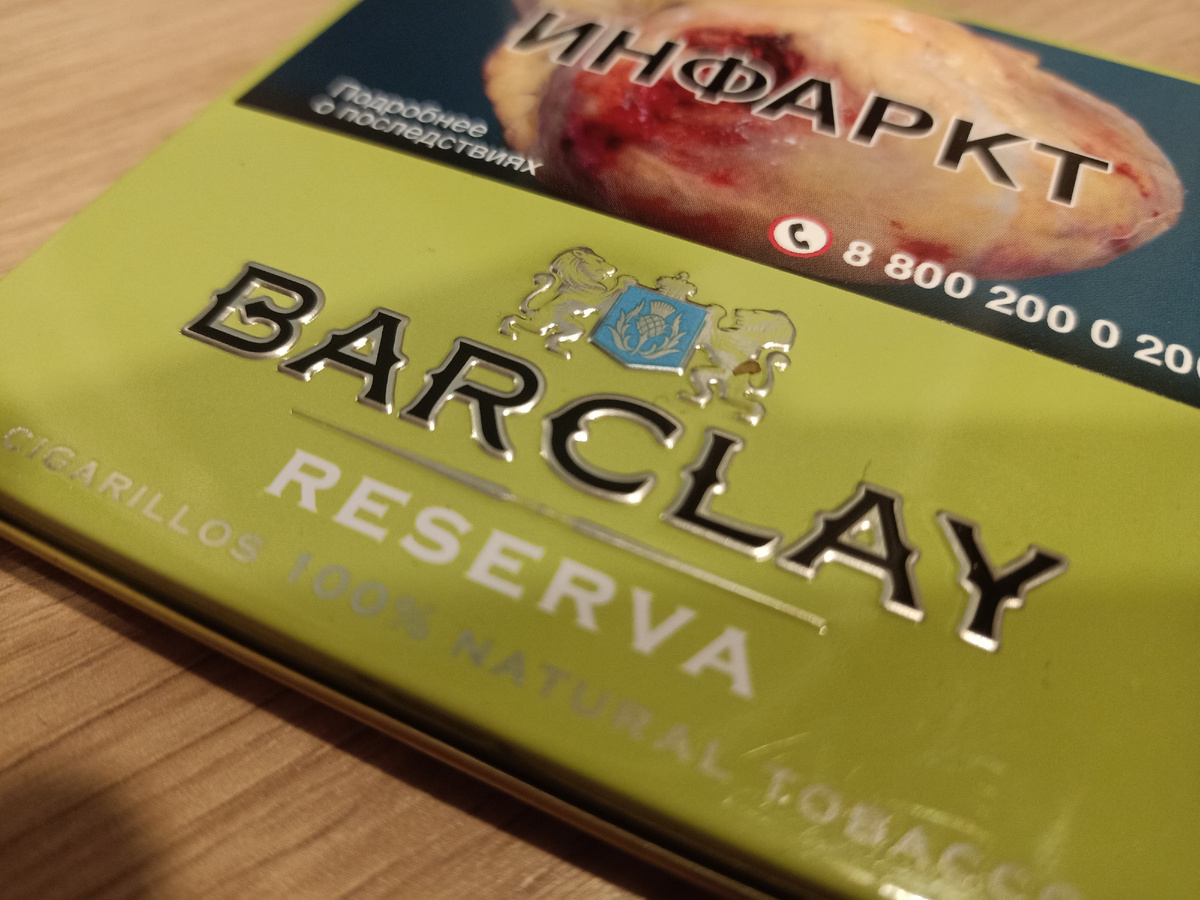 ИНФАРКТ
Подробнее
о последствиях
8 800 200 0 200
BARCLAY
RESERVA
CIGARILLOS 100% NATURAL TOBACCO